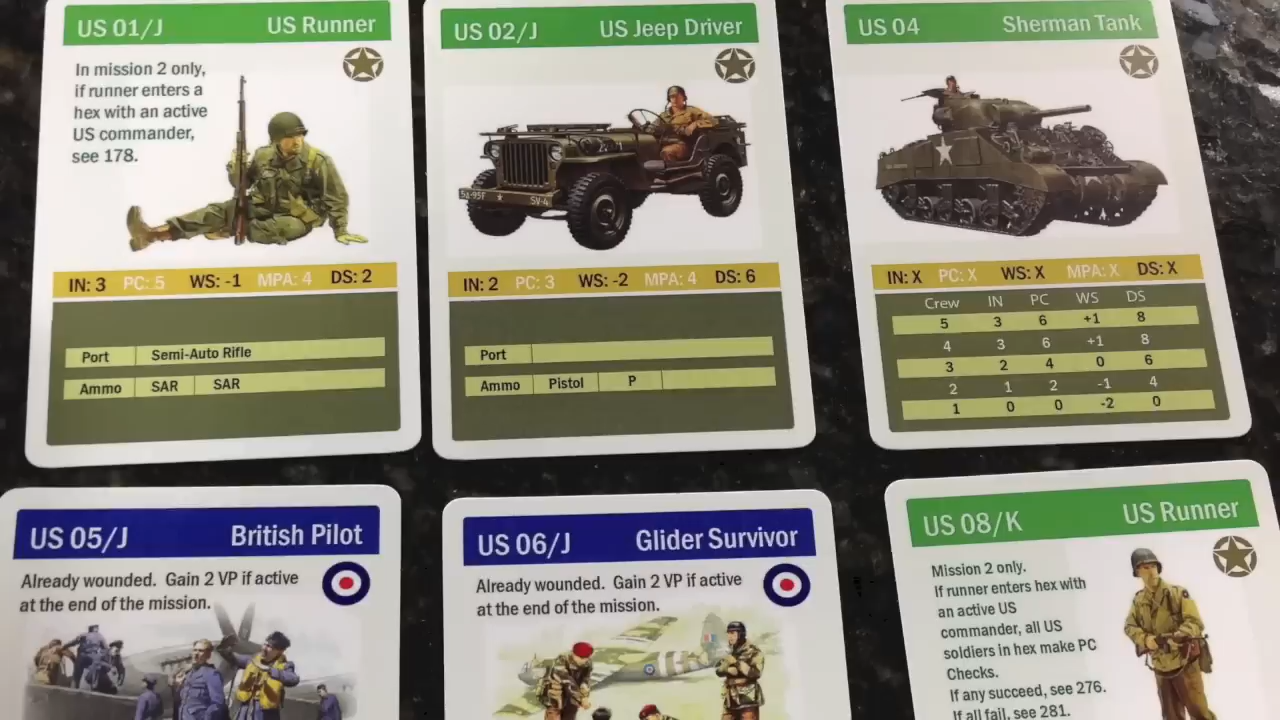 US 01/J US Runner
In mission 2 only,
if runner enters a
hex with an active
US commander,
see 178.
IN: 3 PC: 5 WS: -1 MPA: 4 DS: 2
Port Semi-Auto Rifle
Ammo SAR SAR
US 02/J US Jeep Driver
SV-4
IN: 2 PC: 3 WS: -2 MPA: 4 DS: 6
Port
Ammo Pistol P
US 04 Sherman Tank
IN: X PC: X WS: X MPA: X DS: X
Crew IN PC WS DS
5 3 6 +1 8
4 3 6 +1 8
3 2 4 0 6
2 1 2 -1 4
1 0 0 -2 0
US 05/J British Pilot
Already wounded. Gain 2 VP if active
at the end of the mission.
US 06/J Glider Survivor
Already wounded. Gain 2 VP if active
at the end of the mission.
US 08/K US Runner
Mission 2 only.
If runner enters hex with
an active US
commander, all US
soldiers in hex make PC
Checks.
If any succeed, see 276.
If all fail, see 281.